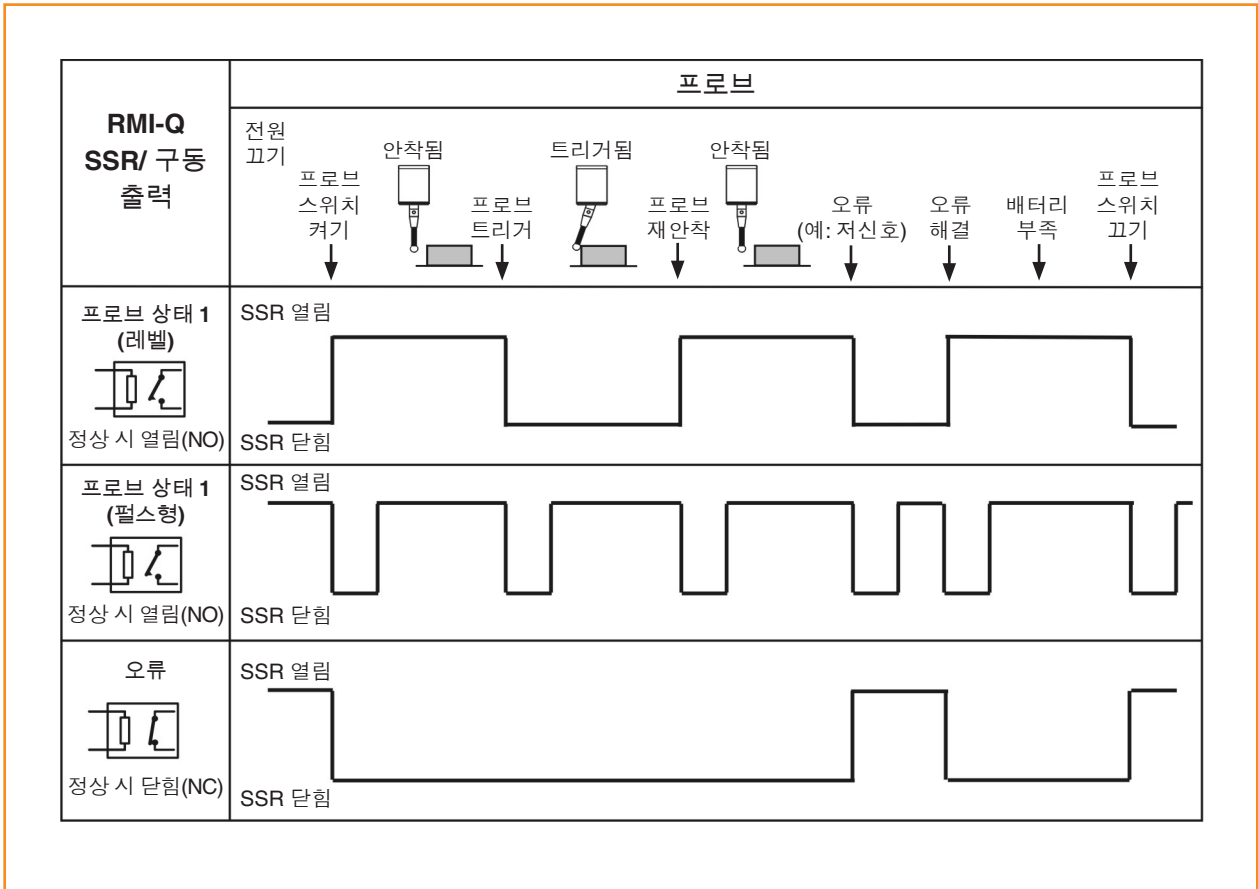 프로브
RMI-Q
SSR/ 구동
출력
전원
끄기
프로브
스위치
켜기
안착됨
프로브
트리거
트리거됨
프로브
재안착
안착됨
오류
(예: 저신호)
오류
해결
배터리
부족
프로브
스위치
끄기
프로브 상태 1
(레벨)
정상 시 열림(NO)
SSR 열림
SSR 닫힘
프로브 상태 1
(펄스형)
정상 시 열림(NO)
SSR 열림
SSR 닫힘
오류
정상 시 닫힘(NC)
SSR 열림
SSR 닫힘